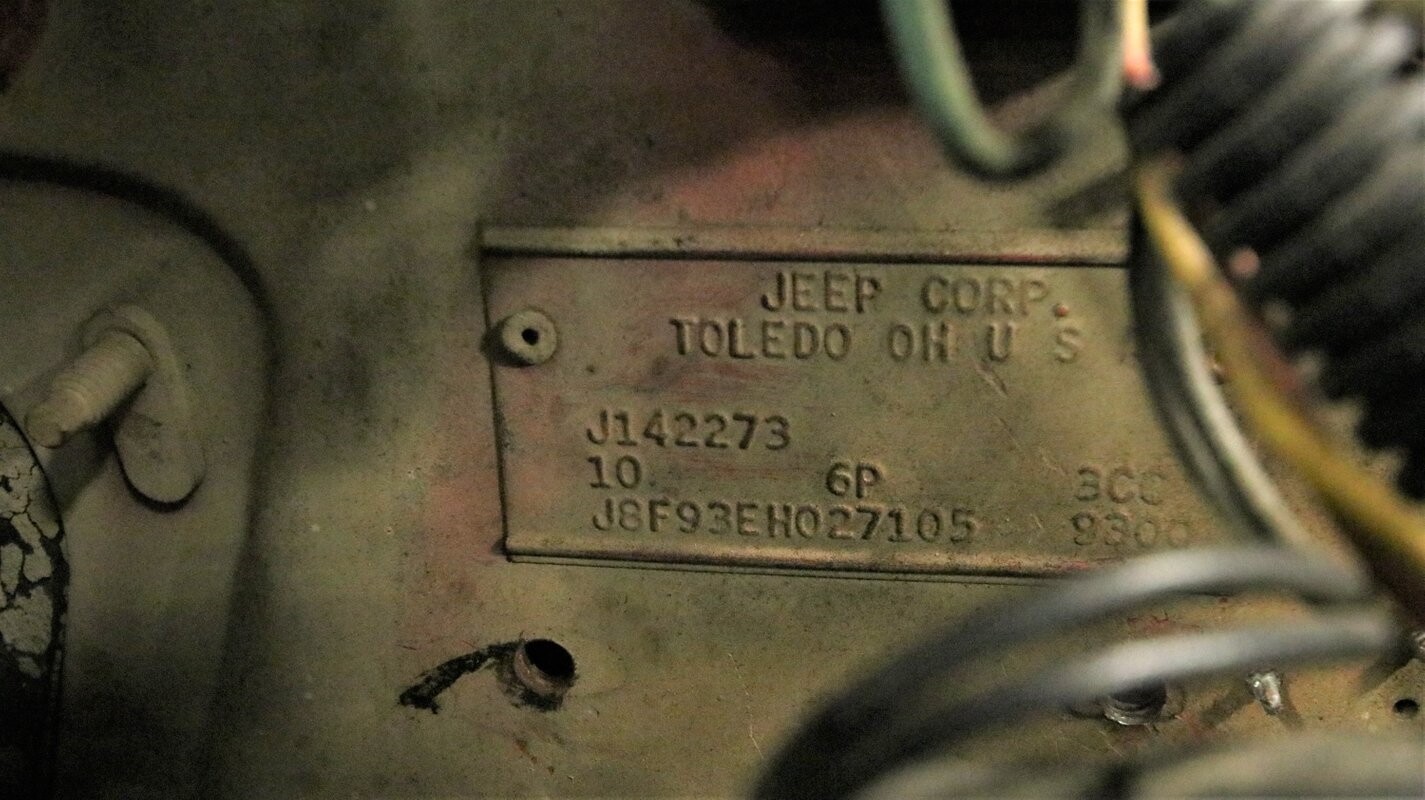 JEEP CORP.
TOLEDO OH U S
J142273
10 6P 3CC
J8F93EH027105 9300